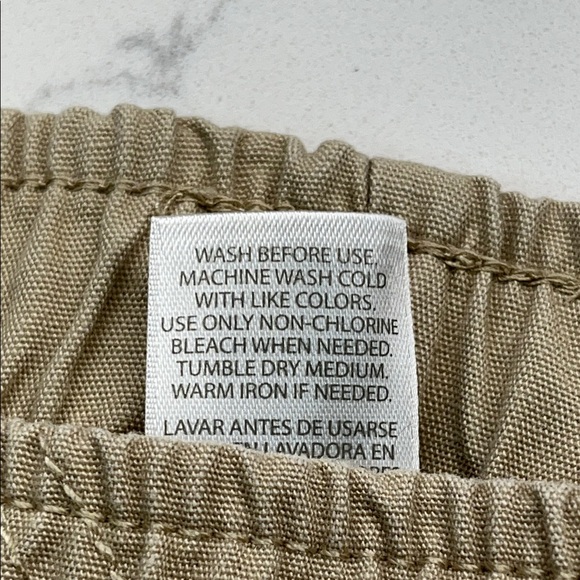 WASH BEFORE USE.
MACHINE WASH COLD
WITH LIKE COLORS.
USE ONLY NON-CHLORINE
BLEACH WHEN NEEDED.
TUMBLE DRY MEDIUM.
WARM IRON IF NEEDED.
LAVAR ANTES DE USARSE
EN LAVADORA EN